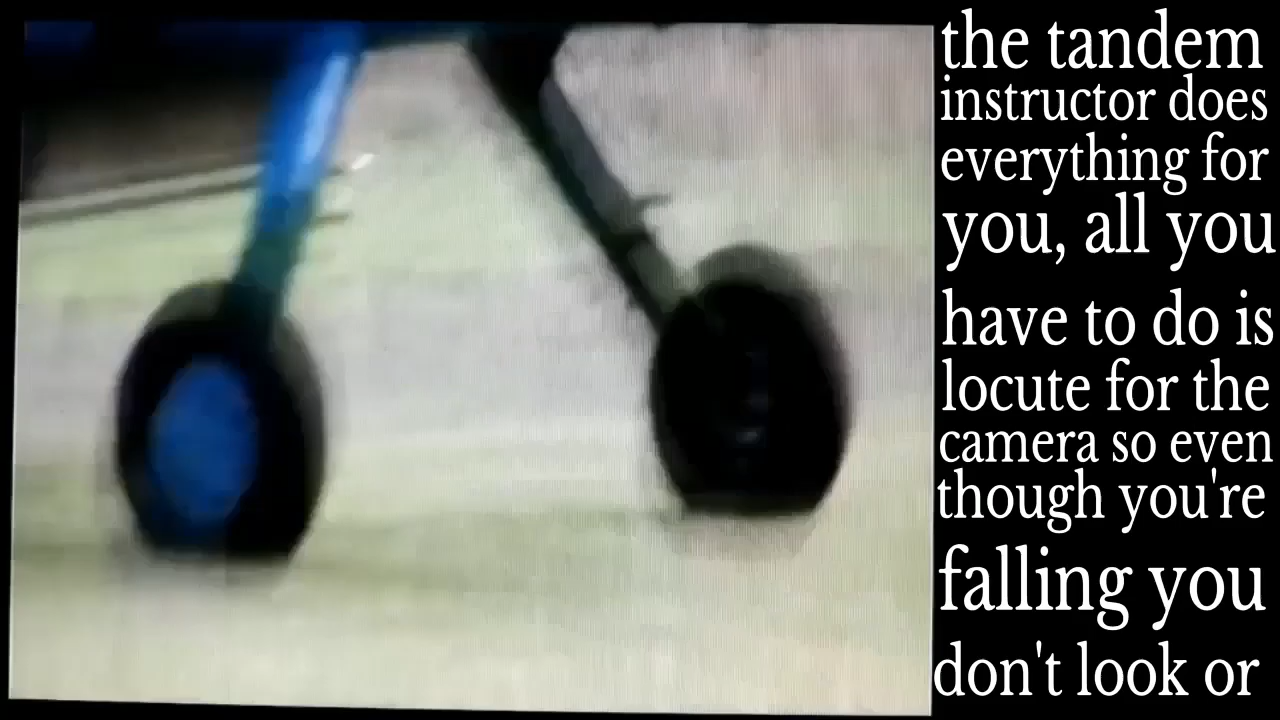 the tandem
instructor does
everything for
you, all you
have to do is
locute for the
camera so even
though you're
falling you
don't look or